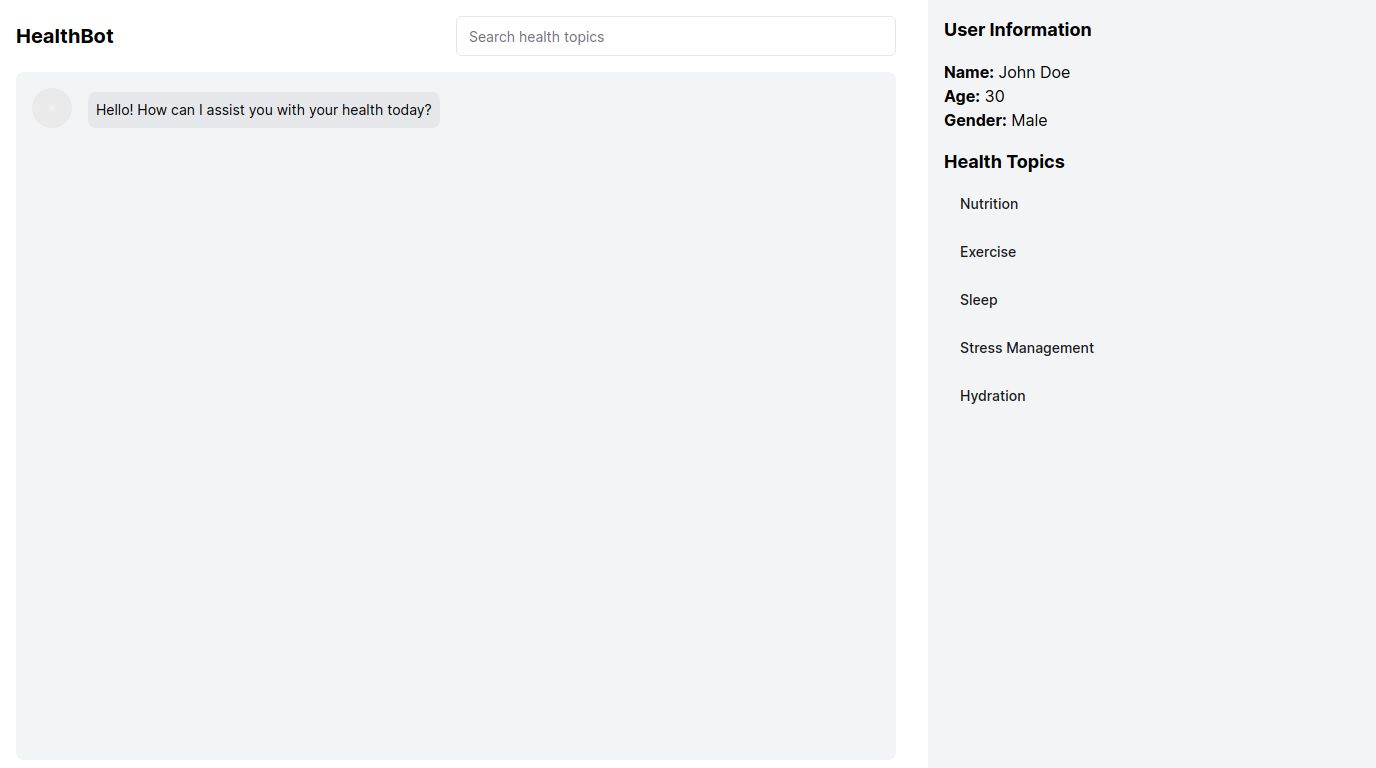 HealthBot
Search health topics
Hello! How can I assist you with your health today?
User Information
Name: John Doe
Age: 30
Gender: Male
Health Topics
Nutrition
Exercise
Sleep
Stress Management
Hydration